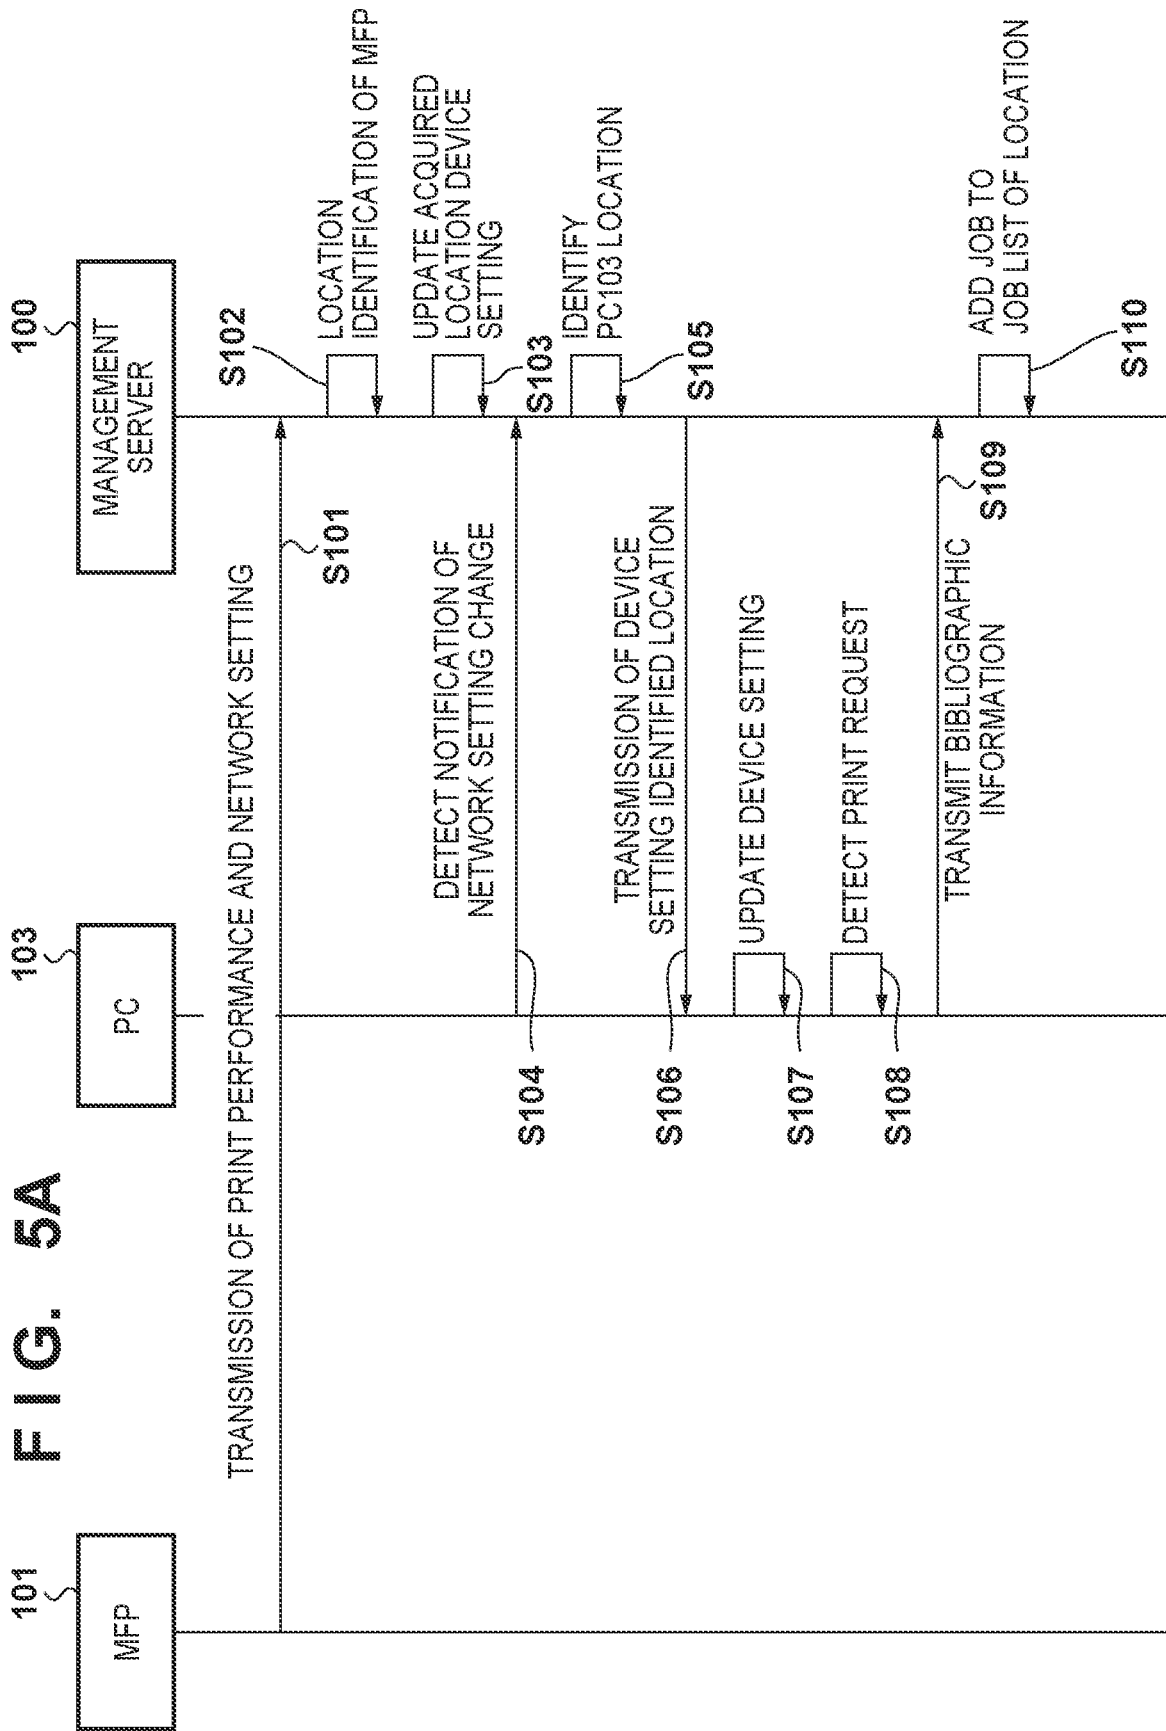 FIG. 5A
101
MFP
103
PC
100
MANAGEMENT
SERVER
TRANSMISSION OF PRINT PERFORMANCE AND NETWORK SETTING
S101
S102
LOCATION
IDENTIFICATION OF MFP
UPDATE ACQUIRED
LOCATION DEVICE
SETTING
S103
DETECT NOTIFICATION OF
NETWORK SETTING CHANGE
S104
IDENTIFY
PC103 LOCATION
S105
TRANSMISSION OF DEVICE
SETTING IDENTIFIED LOCATION
S106
UPDATE DEVICE SETTING
S107
DETECT PRINT REQUEST
S108
S109
TRANSMIT BIBLIOGRAPHIC
INFORMATION
ADD JOB TO
JOB LIST OF LOCATION
S110